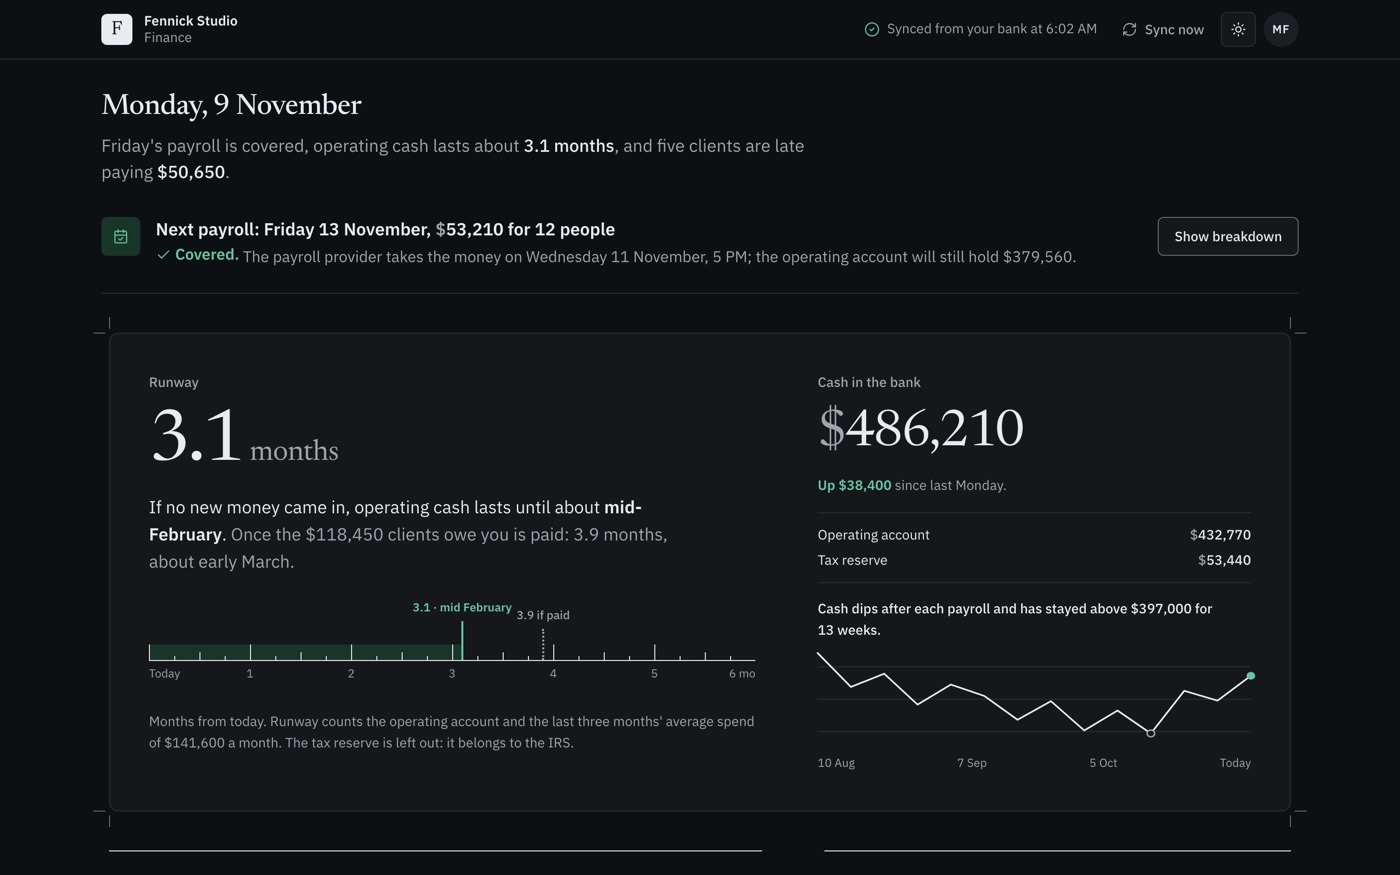 F
Fennick Studio
Finance
Synced from your bank at 6:02 AM
Sync now
MF
Monday, 9 November
Friday's payroll is covered, operating cash lasts about 3.1 months, and five clients are late
paying $50,650.
Next payroll: Friday 13 November, $53,210 for 12 people
Covered. The payroll provider takes the money on Wednesday 11 November, 5 PM; the operating account will still hold $379,560.
Show breakdown
Runway
3.1 months
If no new money came in, operating cash lasts until about mid-
February. Once the $118,450 clients owe you is paid: 3.9 months,
about early March.
3.1 · mid February
3.9 if paid
Today 1 2 3 4 5 6 mo
Months from today. Runway counts the operating account and the last three months' average spend
of $141,600 a month. The tax reserve is left out: it belongs to the IRS.
Cash in the bank
$486,210
Up $38,400 since last Monday.
Operating account $432,770
Tax reserve $53,440
Cash dips after each payroll and has stayed above $397,000 for
13 weeks.
10 Aug 7 Sep 5 Oct Today